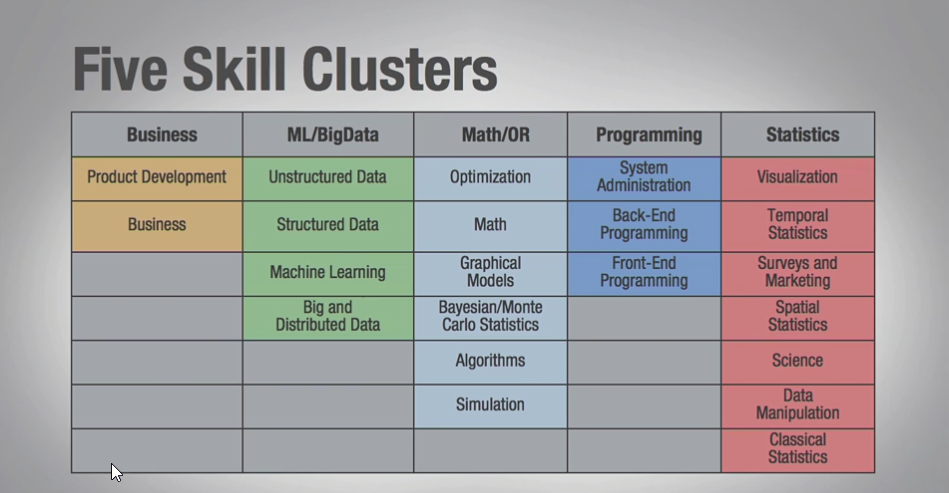 Five Skill Clusters
Business ML/BigData Math/OR Programming Statistics
Product Development Unstructured Data Optimization System Administration Visualization
Business Structured Data Math Back-End Programming Temporal Statistics
Machine Learning Graphical Models Front-End Programming Surveys and Marketing
Big and Distributed Data Bayesian/Monte Carlo Statistics Spatial Statistics
Algorithms Science
Simulation Data Manipulation
Classical Statistics